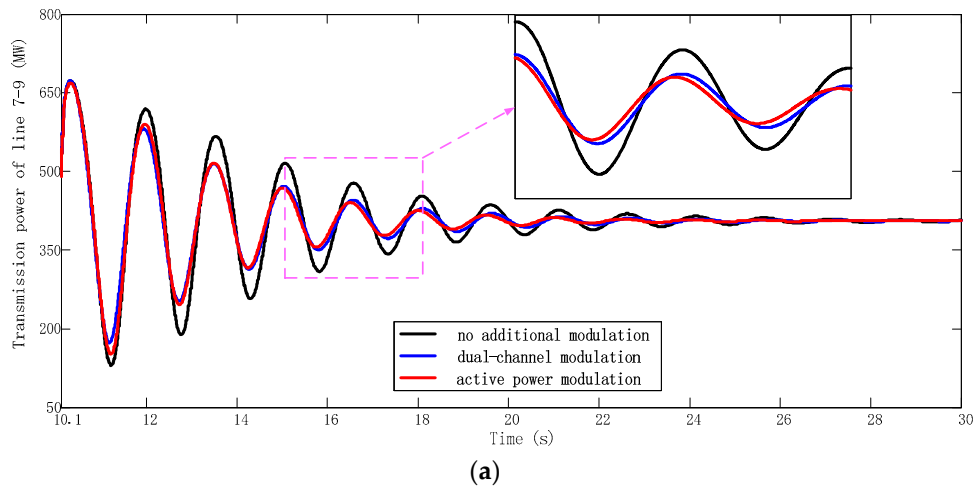 800
650
500
350
200
50
Transmission power of line 7-9 (MW)
no additional modulation
dual-channel modulation
active power modulation
10.1 12 14 16 18 20 22 24 26 28 30
Time (s)
(a)